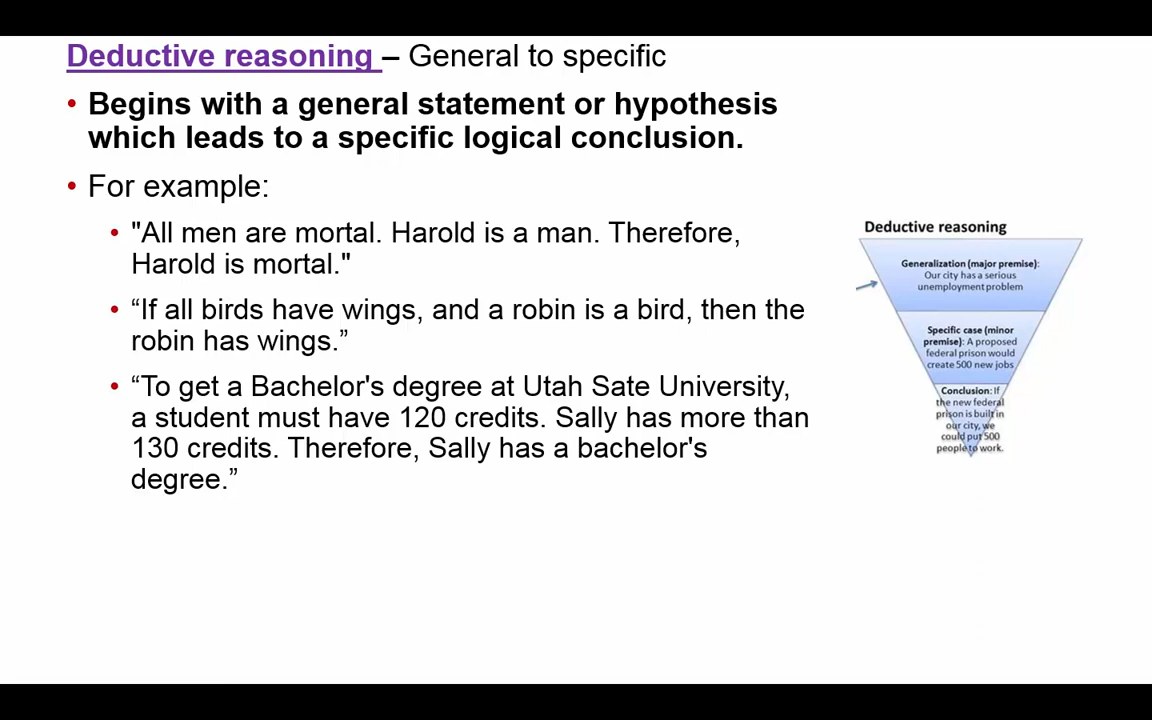 Deductive reasoning – General to specific
• Begins with a general statement or hypothesis
which leads to a specific logical conclusion.
• For example:
• "All men are mortal. Harold is a man. Therefore,
Harold is mortal."
• “If all birds have wings, and a robin is a bird, then the
robin has wings.”
• “To get a Bachelor's degree at Utah Sate University,
a student must have 120 credits. Sally has more than
130 credits. Therefore, Sally has a bachelor's
degree.”
Deductive reasoning
Generalization (major premise):
Our city has a serious
unemployment problem
Specific case (minor
premise): A proposed
federal prison would
create 500 new jobs
Conclusion: If
the new federal
prison is built in
our city, we
could put 500
people to work.